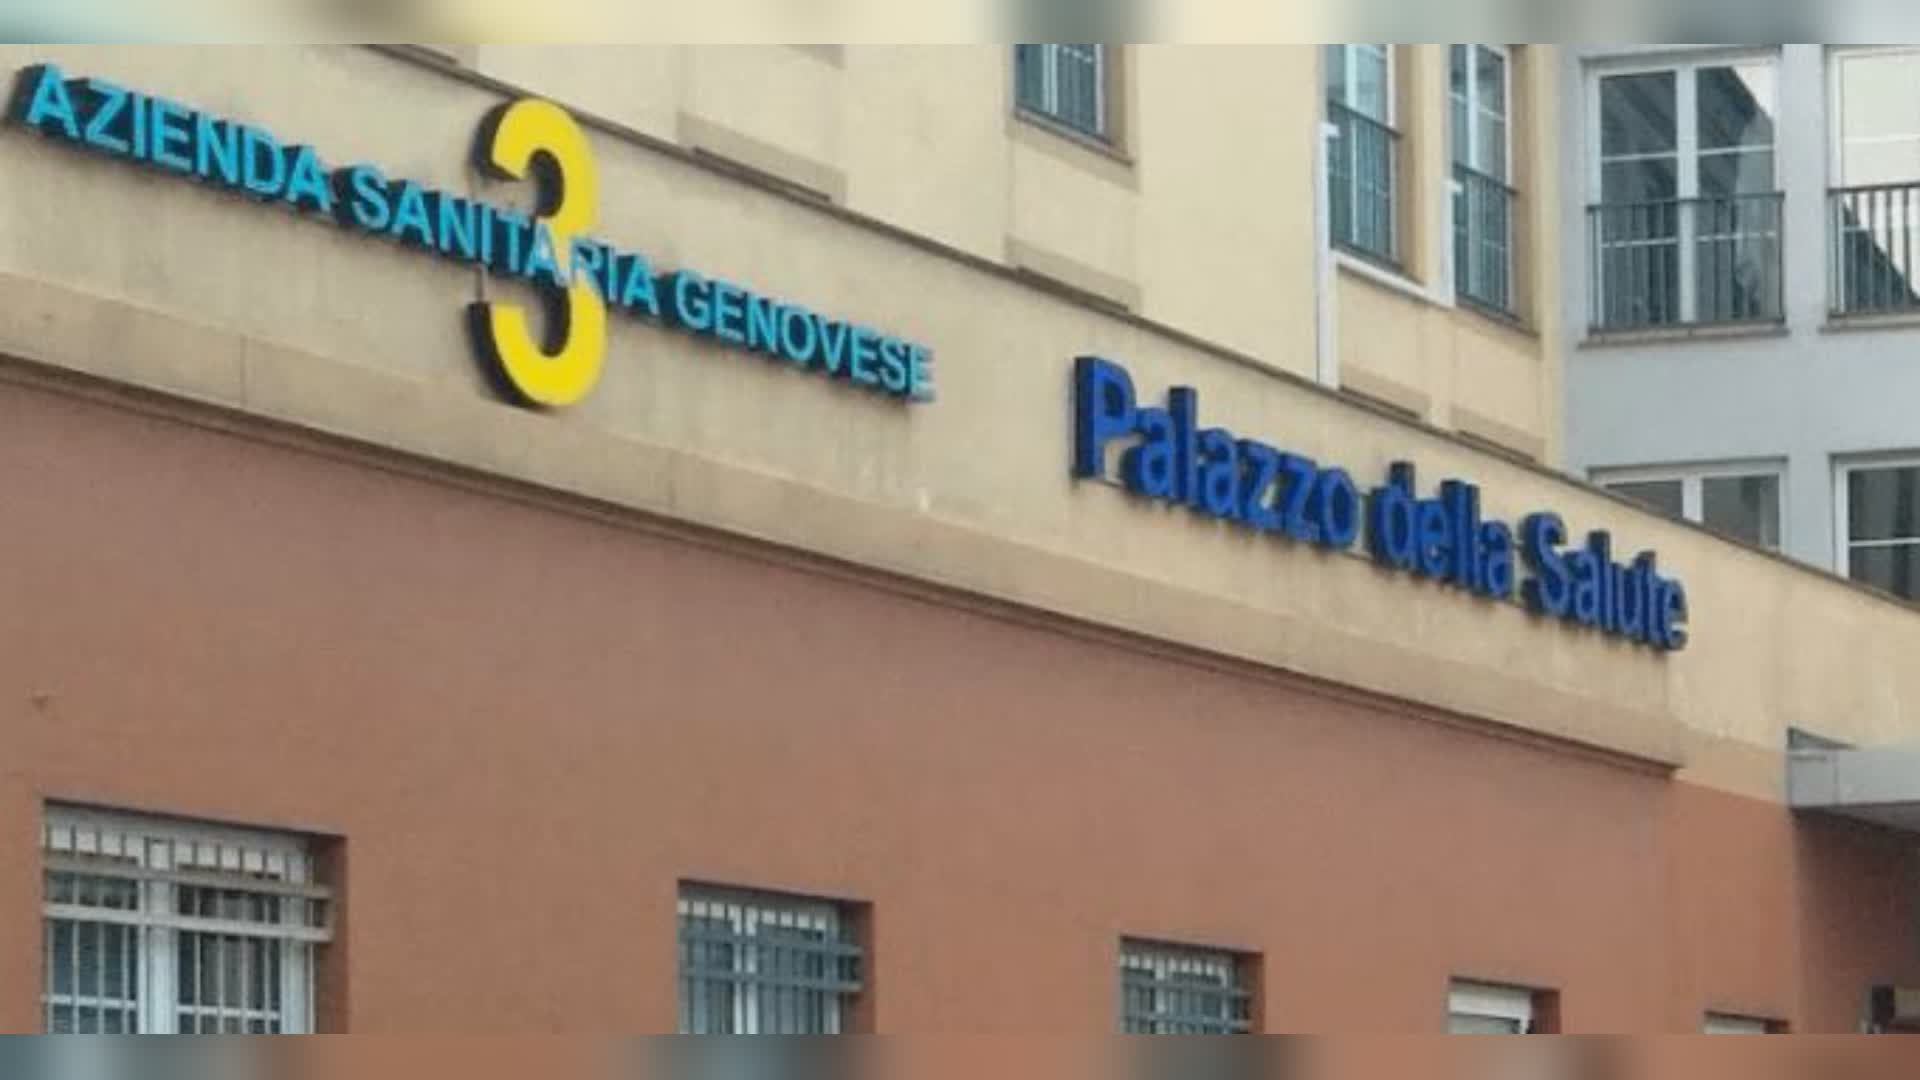 AZIENDA SANITARIA GENOVESE
3
Palazzo della Salute